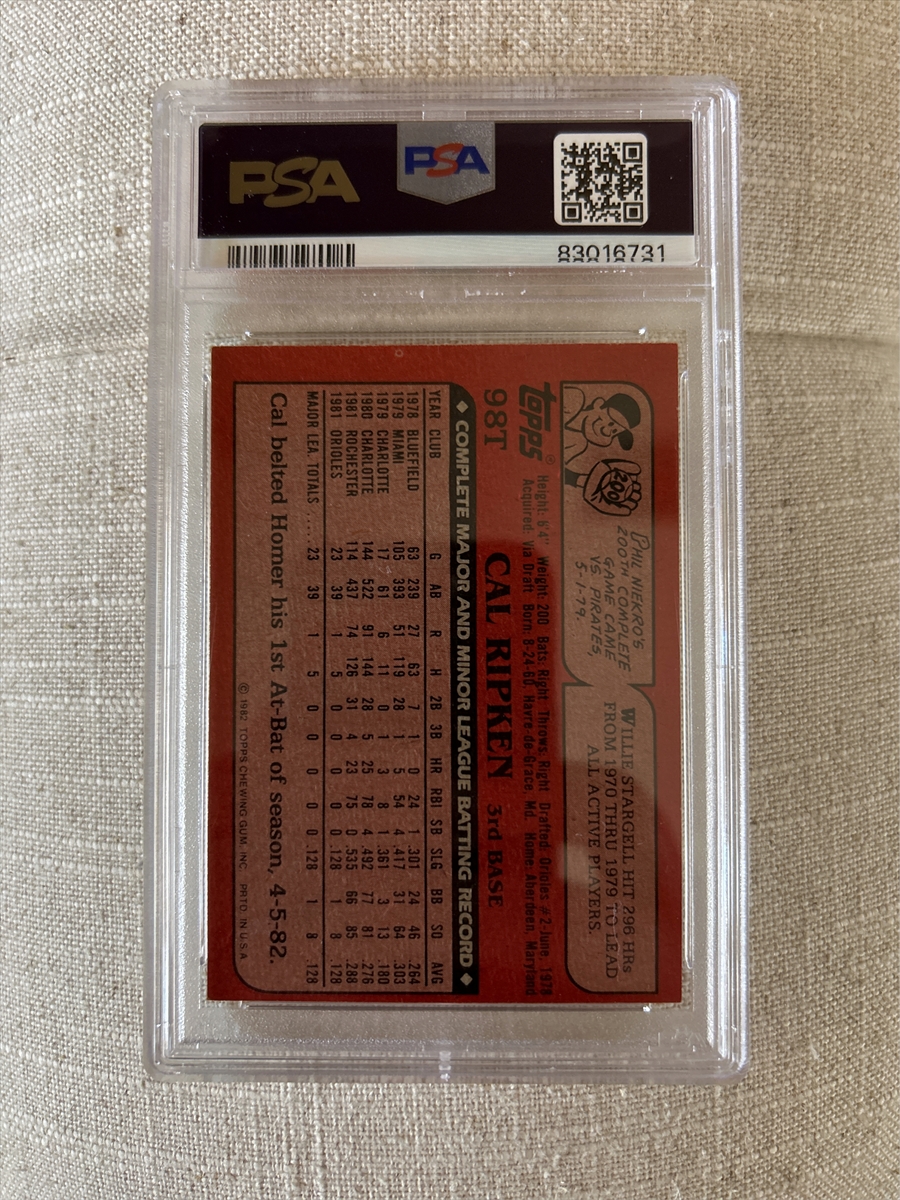 PSA
PSA
83016731
200!
PHIL NIEKRO'S
200TH COMPLETE
GAME CAME
VS. PIRATES,
5-1-79.
WILLIE STARGELL HIT 296 HRs
FROM 1970 THRU 1979 TO LEAD
ALL ACTIVE PLAYERS.
Topps®
98T
Height: 6'4" Weight: 200 Bats: Right Throws: Right Drafted: Orioles #2-June, 1978
Acquired: Via Draft Born: 8-24-60, Havre-de-Grace, Md. Home: Aberdeen, Maryland
CAL RIPKEN 3rd BASE
◆ COMPLETE MAJOR AND MINOR LEAGUE BATTING RECORD ◆
YEAR CLUB G AB R H 2B 3B HR RBI SB SLG BB SO AVG
1978 BLUEFIELD 63 239 27 63 7 1 0 24 1 .301 24 46 .264
1979 MIAMI 105 393 51 119 28 1 5 54 4 .417 31 64 .303
1979 CHARLOTTE 17 61 6 11 0 1 3 8 1 .361 3 13 .180
1980 CHARLOTTE 144 522 91 144 28 5 25 78 4 .492 77 81 .276
1981 ROCHESTER 114 437 74 126 31 4 23 75 0 .535 66 85 .288
1981 ORIOLES 23 39 1 5 0 0 0 0 0 .128 1 8 .128
MAJOR LEA. TOTALS .... 23 39 1 5 0 0 0 0 0 .128 1 8 .128
Cal belted Homer his 1st At-Bat of season, 4-5-82.
©1982 TOPPS CHEWING GUM, INC. PRTD. IN U.S.A.